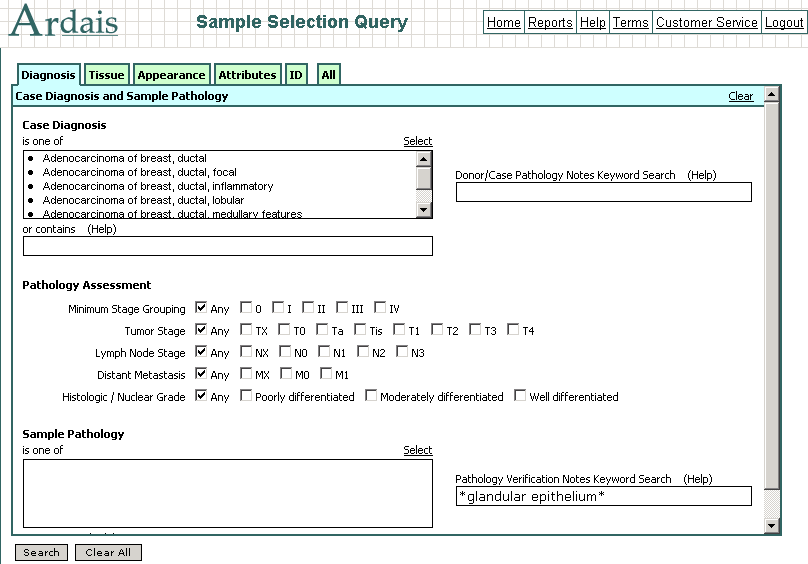 Ardais
Sample Selection Query
Home Reports Help Terms Customer Service Logout
Diagnosis Tissue Appearance Attributes ID All
Case Diagnosis and Sample Pathology Clear
Case Diagnosis
is one of Select
• Adenocarcinoma of breast, ductal
• Adenocarcinoma of breast, ductal, focal
• Adenocarcinoma of breast, ductal, inflammatory
• Adenocarcinoma of breast, ductal, lobular
• Adenocarcinoma of breast, ductal, medullary features
Donor/Case Pathology Notes Keyword Search (Help)
or contains (Help)
Pathology Assessment
Minimum Stage Grouping Any 0 I II III IV
Tumor Stage Any TX T0 Ta Tis T1 T2 T3 T4
Lymph Node Stage Any NX N0 N1 N2 N3
Distant Metastasis Any MX M0 M1
Histologic / Nuclear Grade Any Poorly differentiated Moderately differentiated Well differentiated
Sample Pathology
is one of Select
Pathology Verification Notes Keyword Search (Help)
*glandular epithelium*
Search Clear All